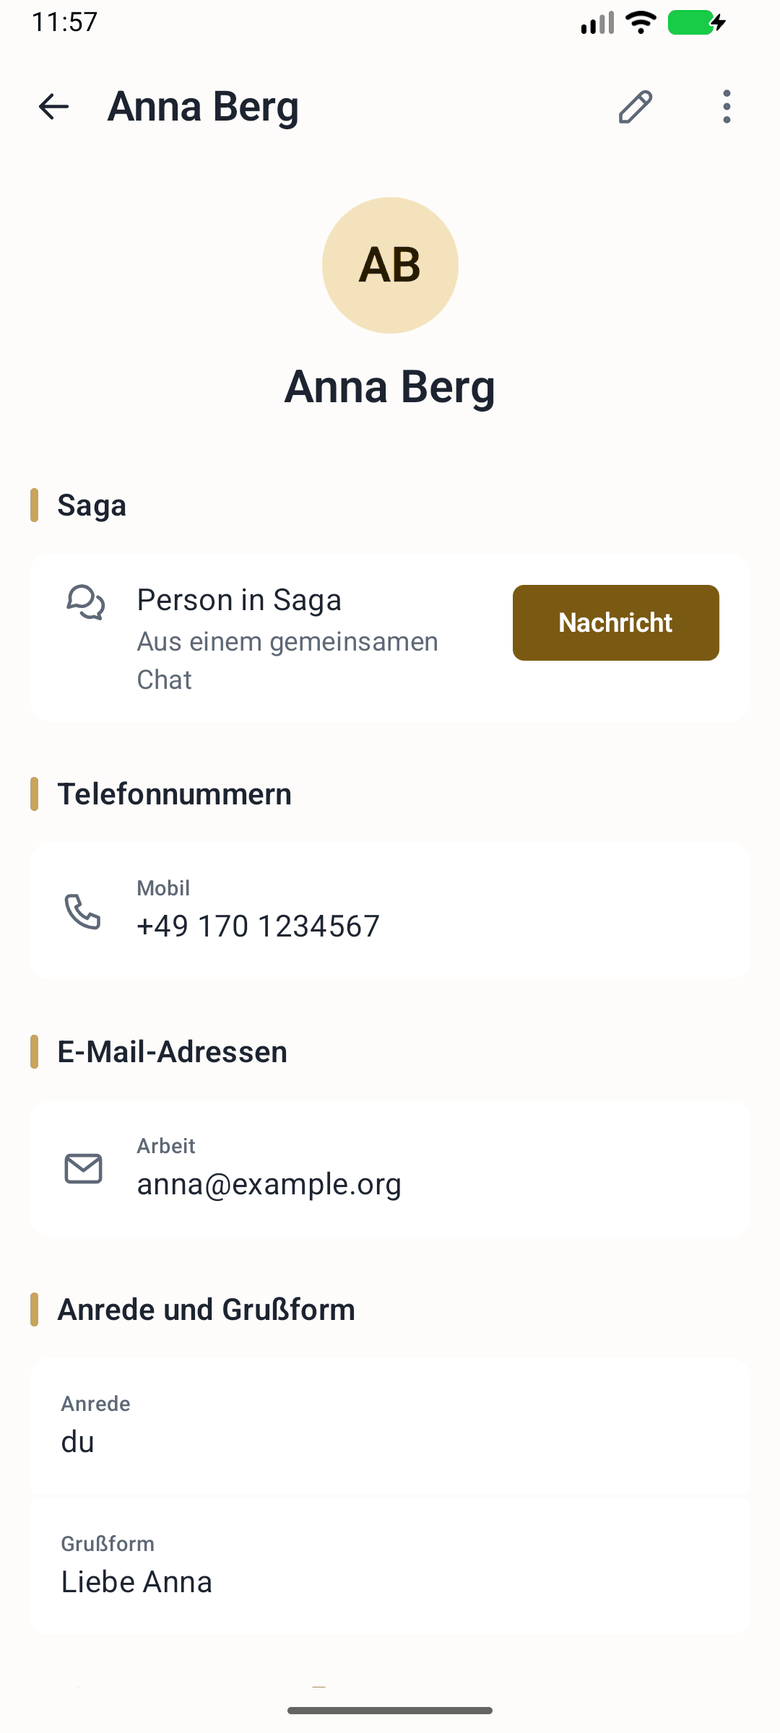 11:57
Anna Berg
AB
Anna Berg
Saga
Person in Saga
Aus einem gemeinsamen
Chat
Nachricht
Telefonnummern
Mobil
+49 170 1234567
E-Mail-Adressen
Arbeit
anna@example.org
Anrede und Grußform
Anrede
du
Grußform
Liebe Anna